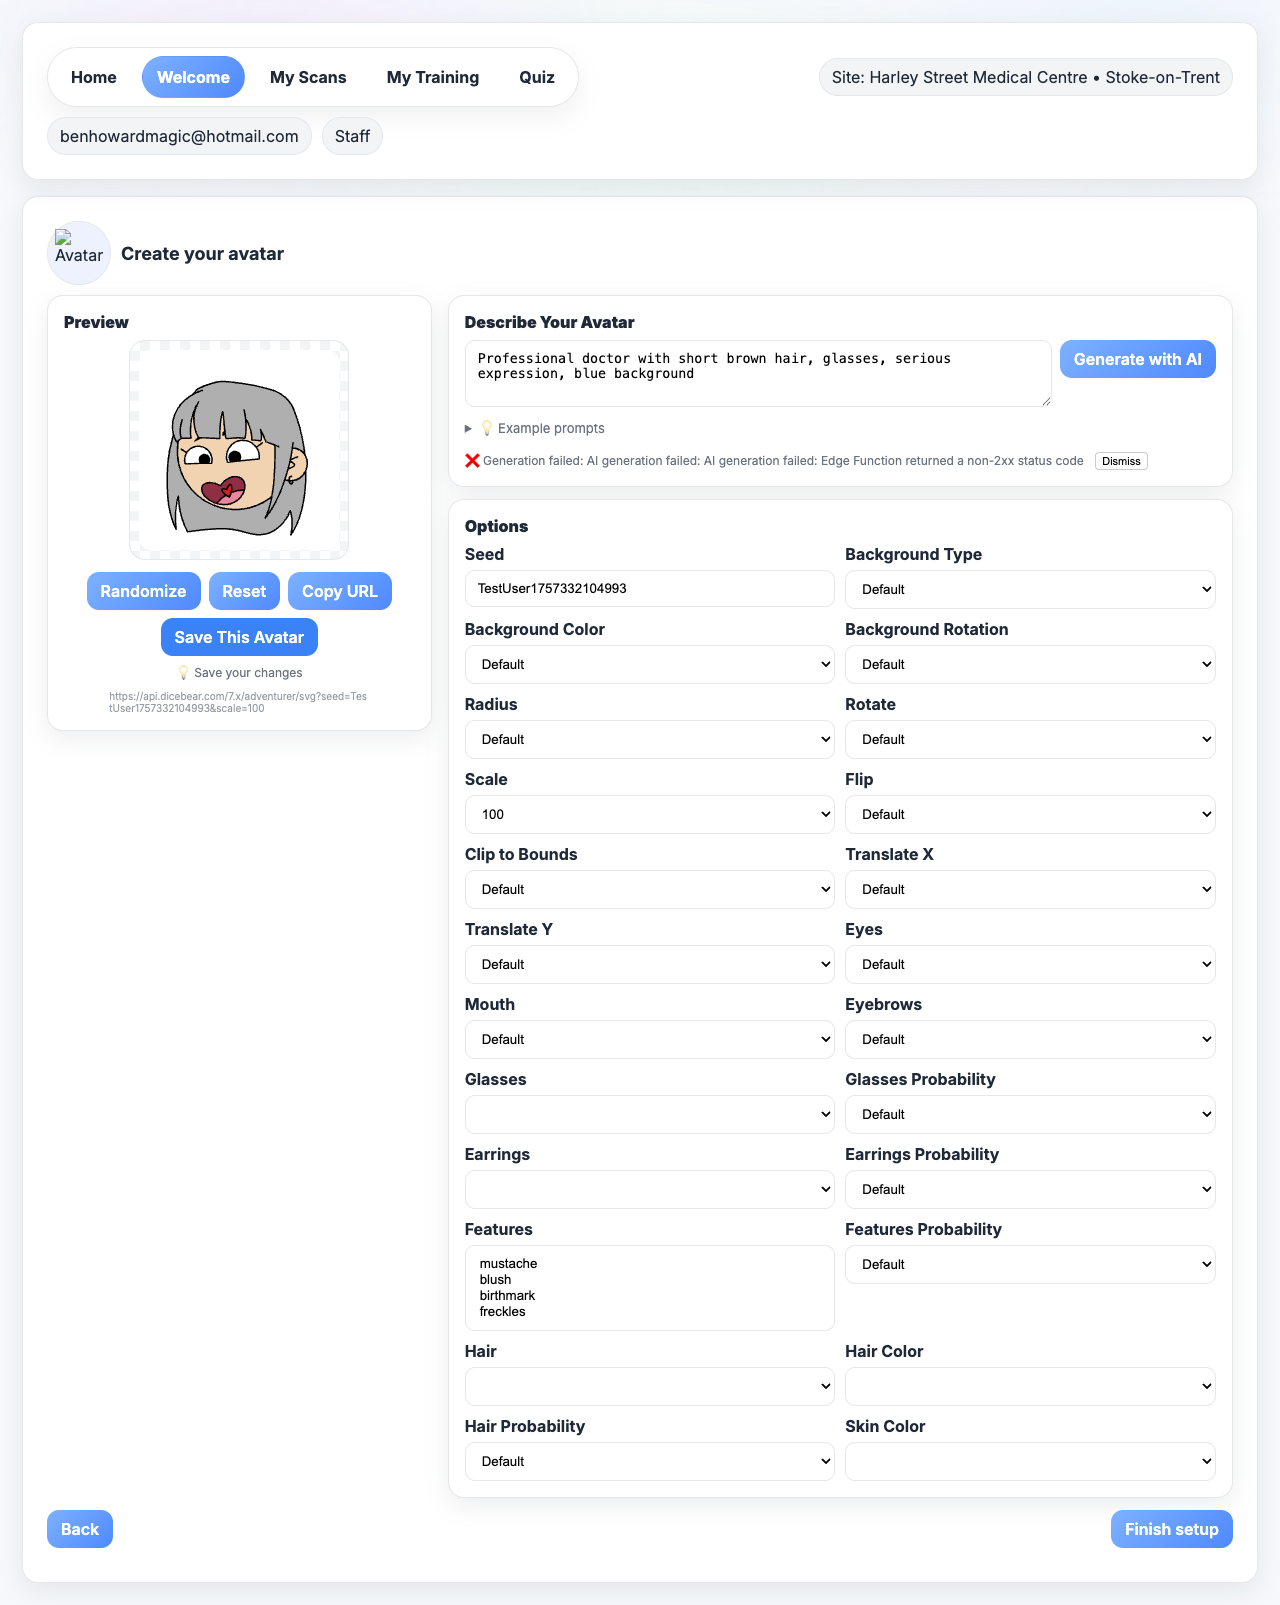 Home
Welcome
My Scans
My Training
Quiz
Site: Harley Street Medical Centre • Stoke-on-Trent
benhowardmagic@hotmail.com
Staff
Avatar
Create your avatar
Preview
Randomize
Reset
Copy URL
Save This Avatar
💡 Save your changes
https://api.dicebear.com/7.x/adventurer/svg?seed=Tes
tUser1757332104993&scale=100
Describe Your Avatar
Professional doctor with short brown hair, glasses, serious
expression, blue background
Generate with AI
▶ 💡 Example prompts
❌ Generation failed: AI generation failed: AI generation failed: Edge Function returned a non-2xx status code
Dismiss
Options
Seed
TestUser1757332104993
Background Type
Default
Background Color
Default
Background Rotation
Default
Radius
Default
Rotate
Default
Scale
100
Flip
Default
Clip to Bounds
Default
Translate X
Default
Translate Y
Default
Eyes
Default
Mouth
Default
Eyebrows
Default
Glasses
Glasses Probability
Default
Earrings
Earrings Probability
Default
Features
mustache
blush
birthmark
freckles
Features Probability
Default
Hair
Hair Color
Hair Probability
Default
Skin Color
Back
Finish setup